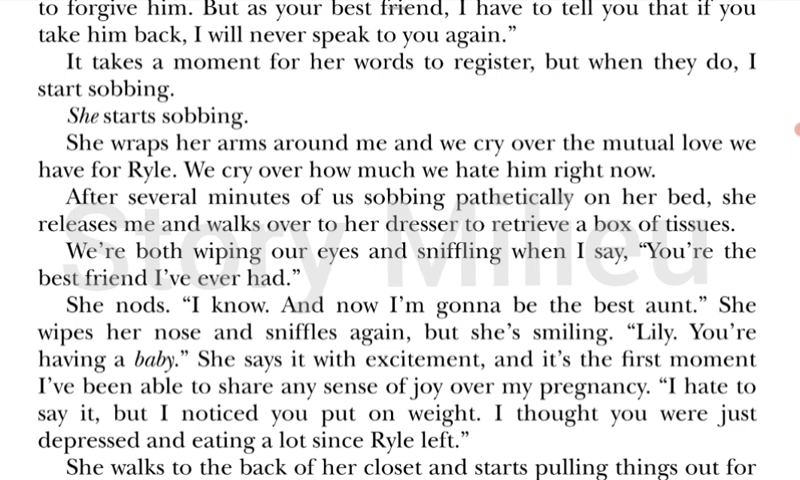 to forgive him. But as your best friend, I have to tell you that if you
take him back, I will never speak to you again.”
It takes a moment for her words to register, but when they do, I
start sobbing.
She starts sobbing.
She wraps her arms around me and we cry over the mutual love we
have for Ryle. We cry over how much we hate him right now.
After several minutes of us sobbing pathetically on her bed, she
releases me and walks over to her dresser to retrieve a box of tissues.
We’re both wiping our eyes and sniffling when I say, “You’re the
best friend I’ve ever had.”
She nods. “I know. And now I’m gonna be the best aunt.” She
wipes her nose and sniffles again, but she’s smiling. “Lily. You’re
having a baby.” She says it with excitement, and it’s the first moment
I’ve been able to share any sense of joy over my pregnancy. “I hate to
say it, but I noticed you put on weight. I thought you were just
depressed and eating a lot since Ryle left.”
She walks to the back of her closet and starts pulling things out for
Story Milieu